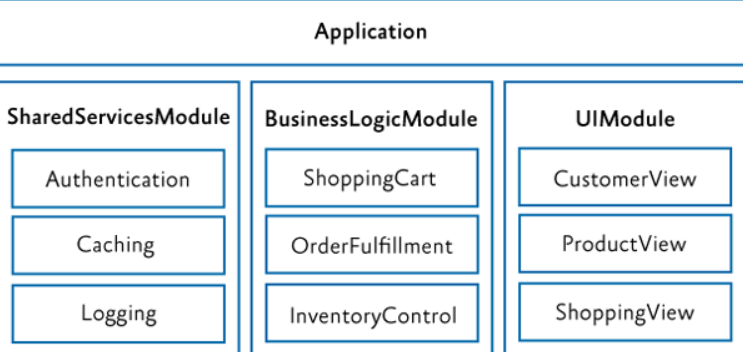 Application
SharedServicesModule
Authentication
Caching
Logging
BusinessLogicModule
ShoppingCart
OrderFulfillment
InventoryControl
UIModule
CustomerView
ProductView
ShoppingView